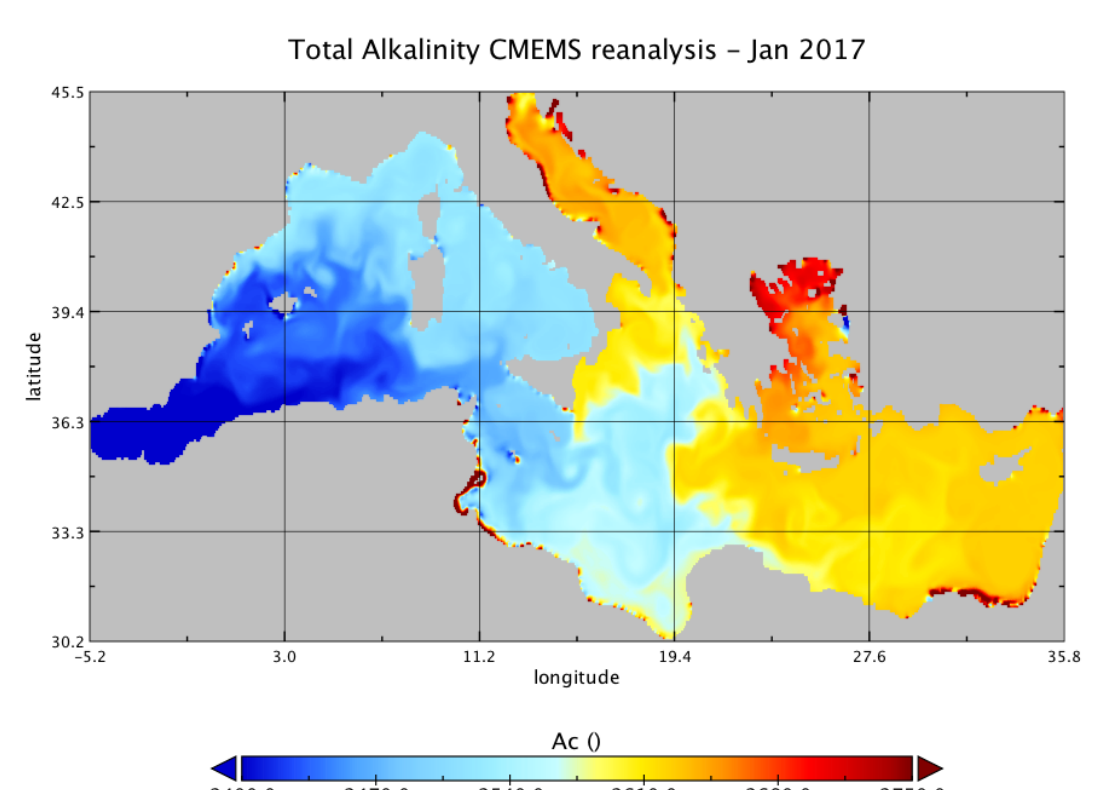 Total Alkalinity CMEMS reanalysis – Jan 2017
45.5
42.5
39.4
36.3
33.3
30.2
latitude
−5.2 3.0 11.2 19.4 27.6 35.8
longitude
Ac ()